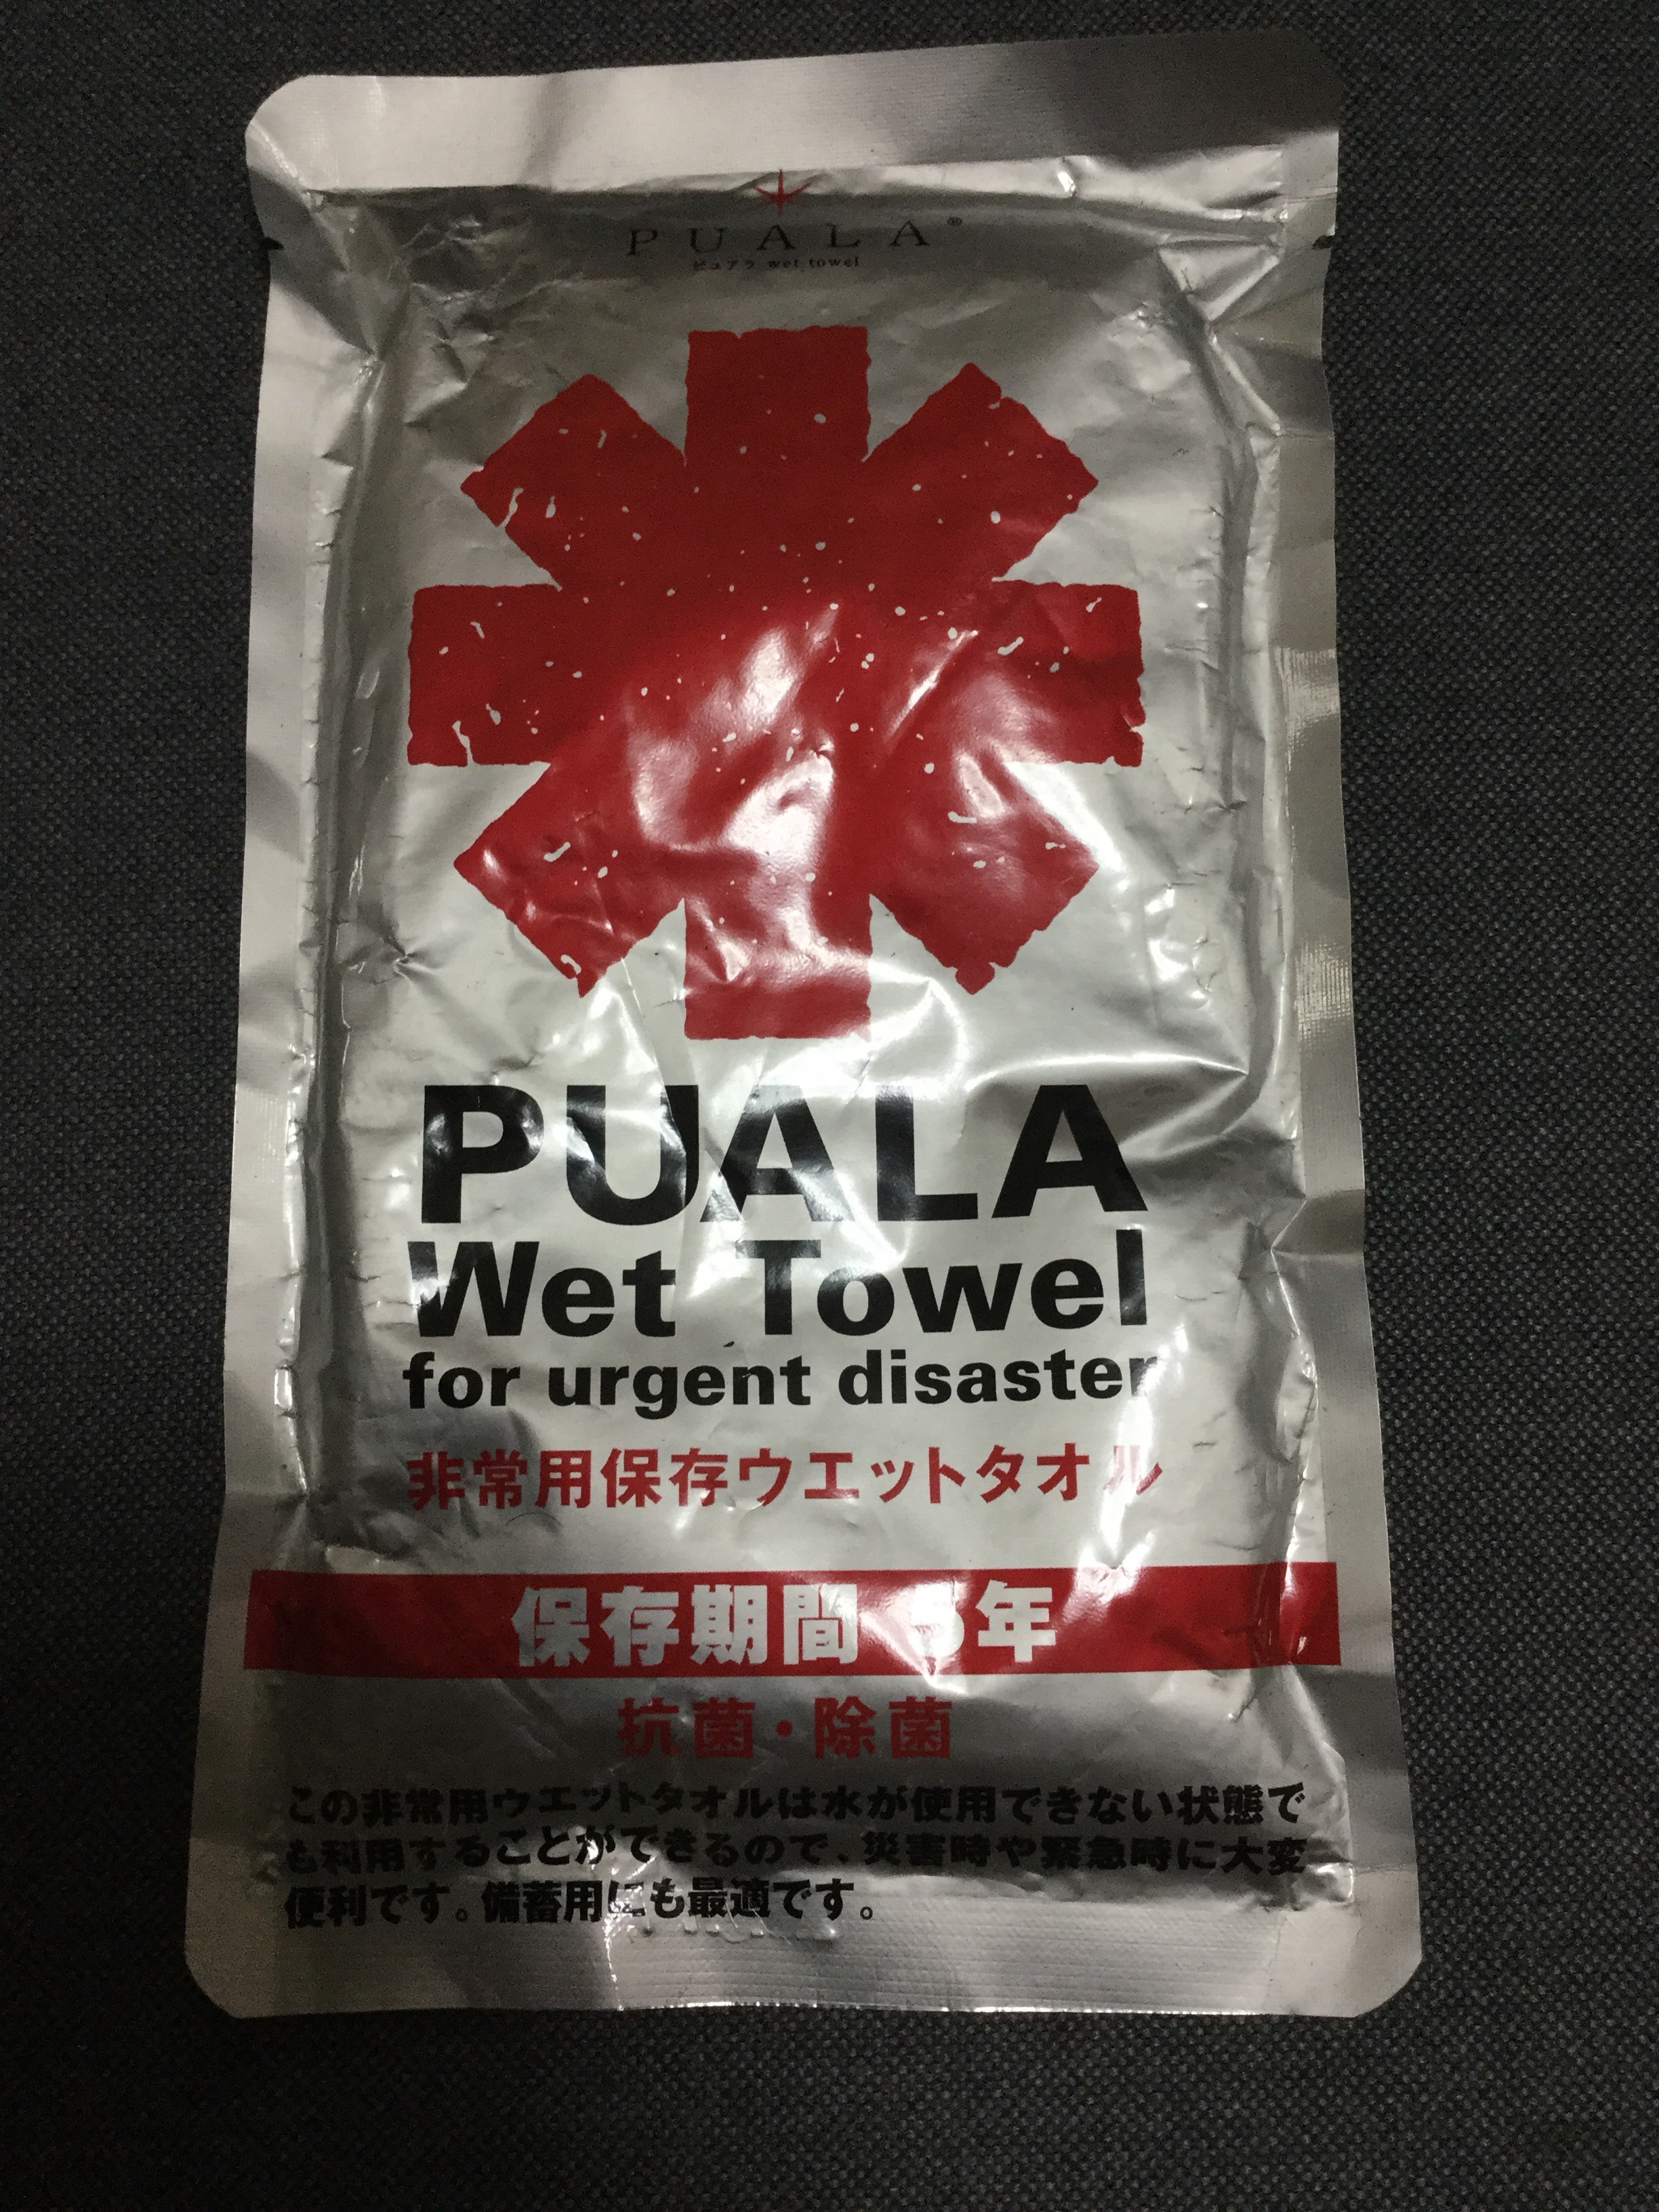 PUALA®
ピュアラ wet towel
PUALA
Wet Towel
for urgent disaster
非常用保存ウエットタオル
保存期間 5年
抗菌・除菌
この非常用ウエットタオルは水が使用できない状態で
も利用することができるので、災害時や緊急時に大変
便利です。備蓄用にも最適です。